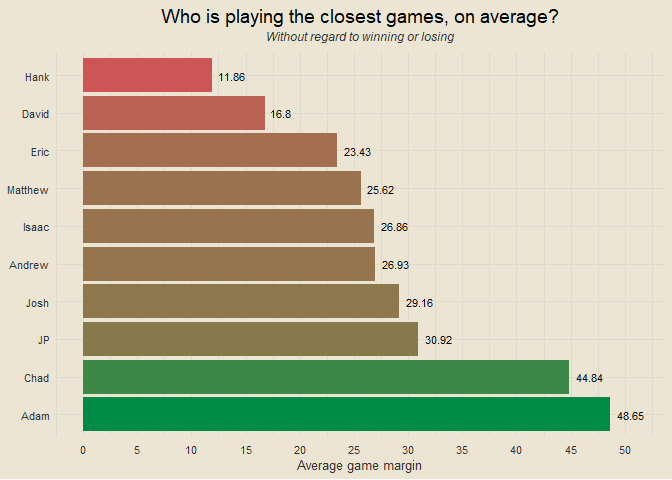 Who is playing the closest games, on average?
Without regard to winning or losing
Hank 11.86
David 16.8
Eric 23.43
Matthew 25.62
Isaac 26.86
Andrew 26.93
Josh 29.16
JP 30.92
Chad 44.84
Adam 48.65
0 5 10 15 20 25 30 35 40 45 50
Average game margin